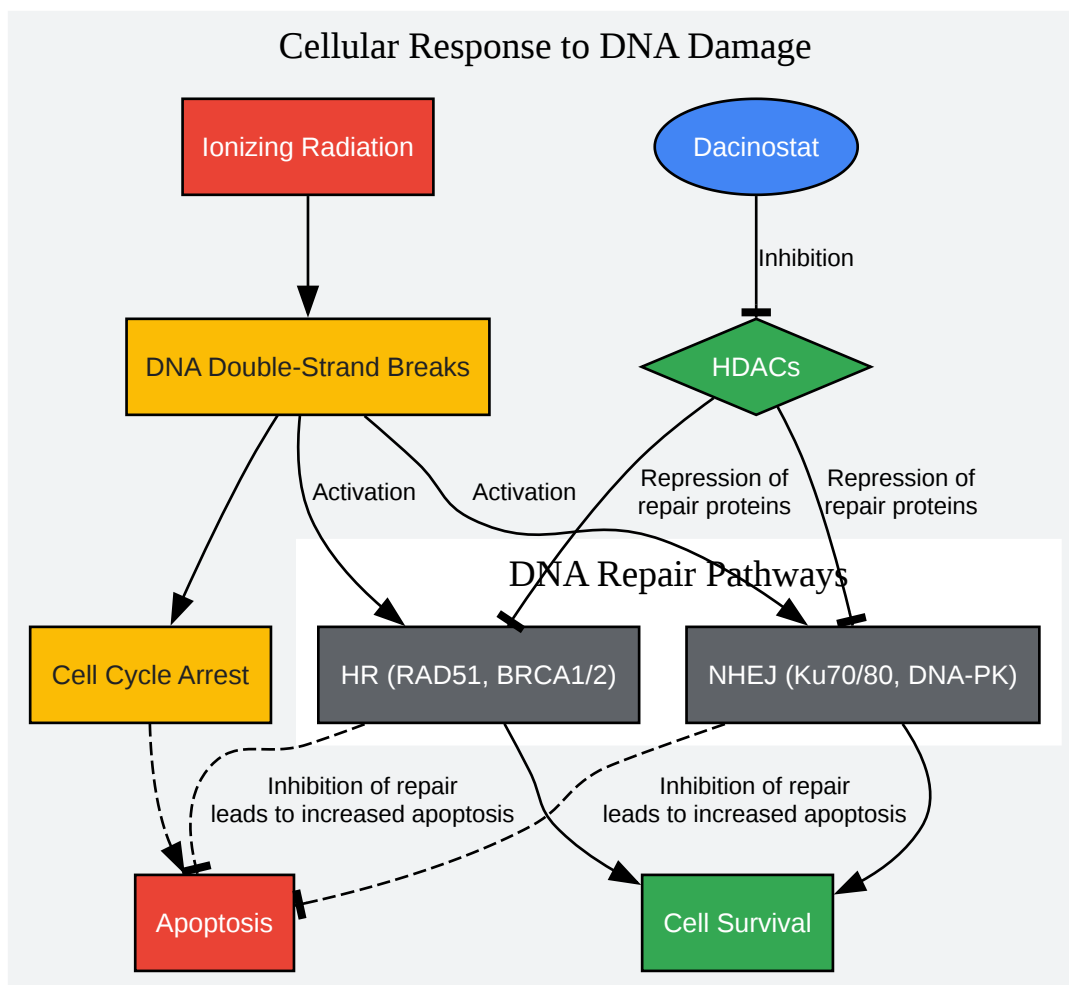 Cellular Response to DNA Damage
Ionizing Radiation
Dacinostat
Inhibition
DNA Double-Strand Breaks
HDACs
Activation
Activation
Repression of
repair proteins
Repression of
repair proteins
DNA Repair Pathways
Cell Cycle Arrest
HR (RAD51, BRCA1/2)
NHEJ (Ku70/80, DNA-PK)
Inhibition of repair
leads to increased apoptosis
Inhibition of repair
leads to increased apoptosis
Apoptosis
Cell Survival